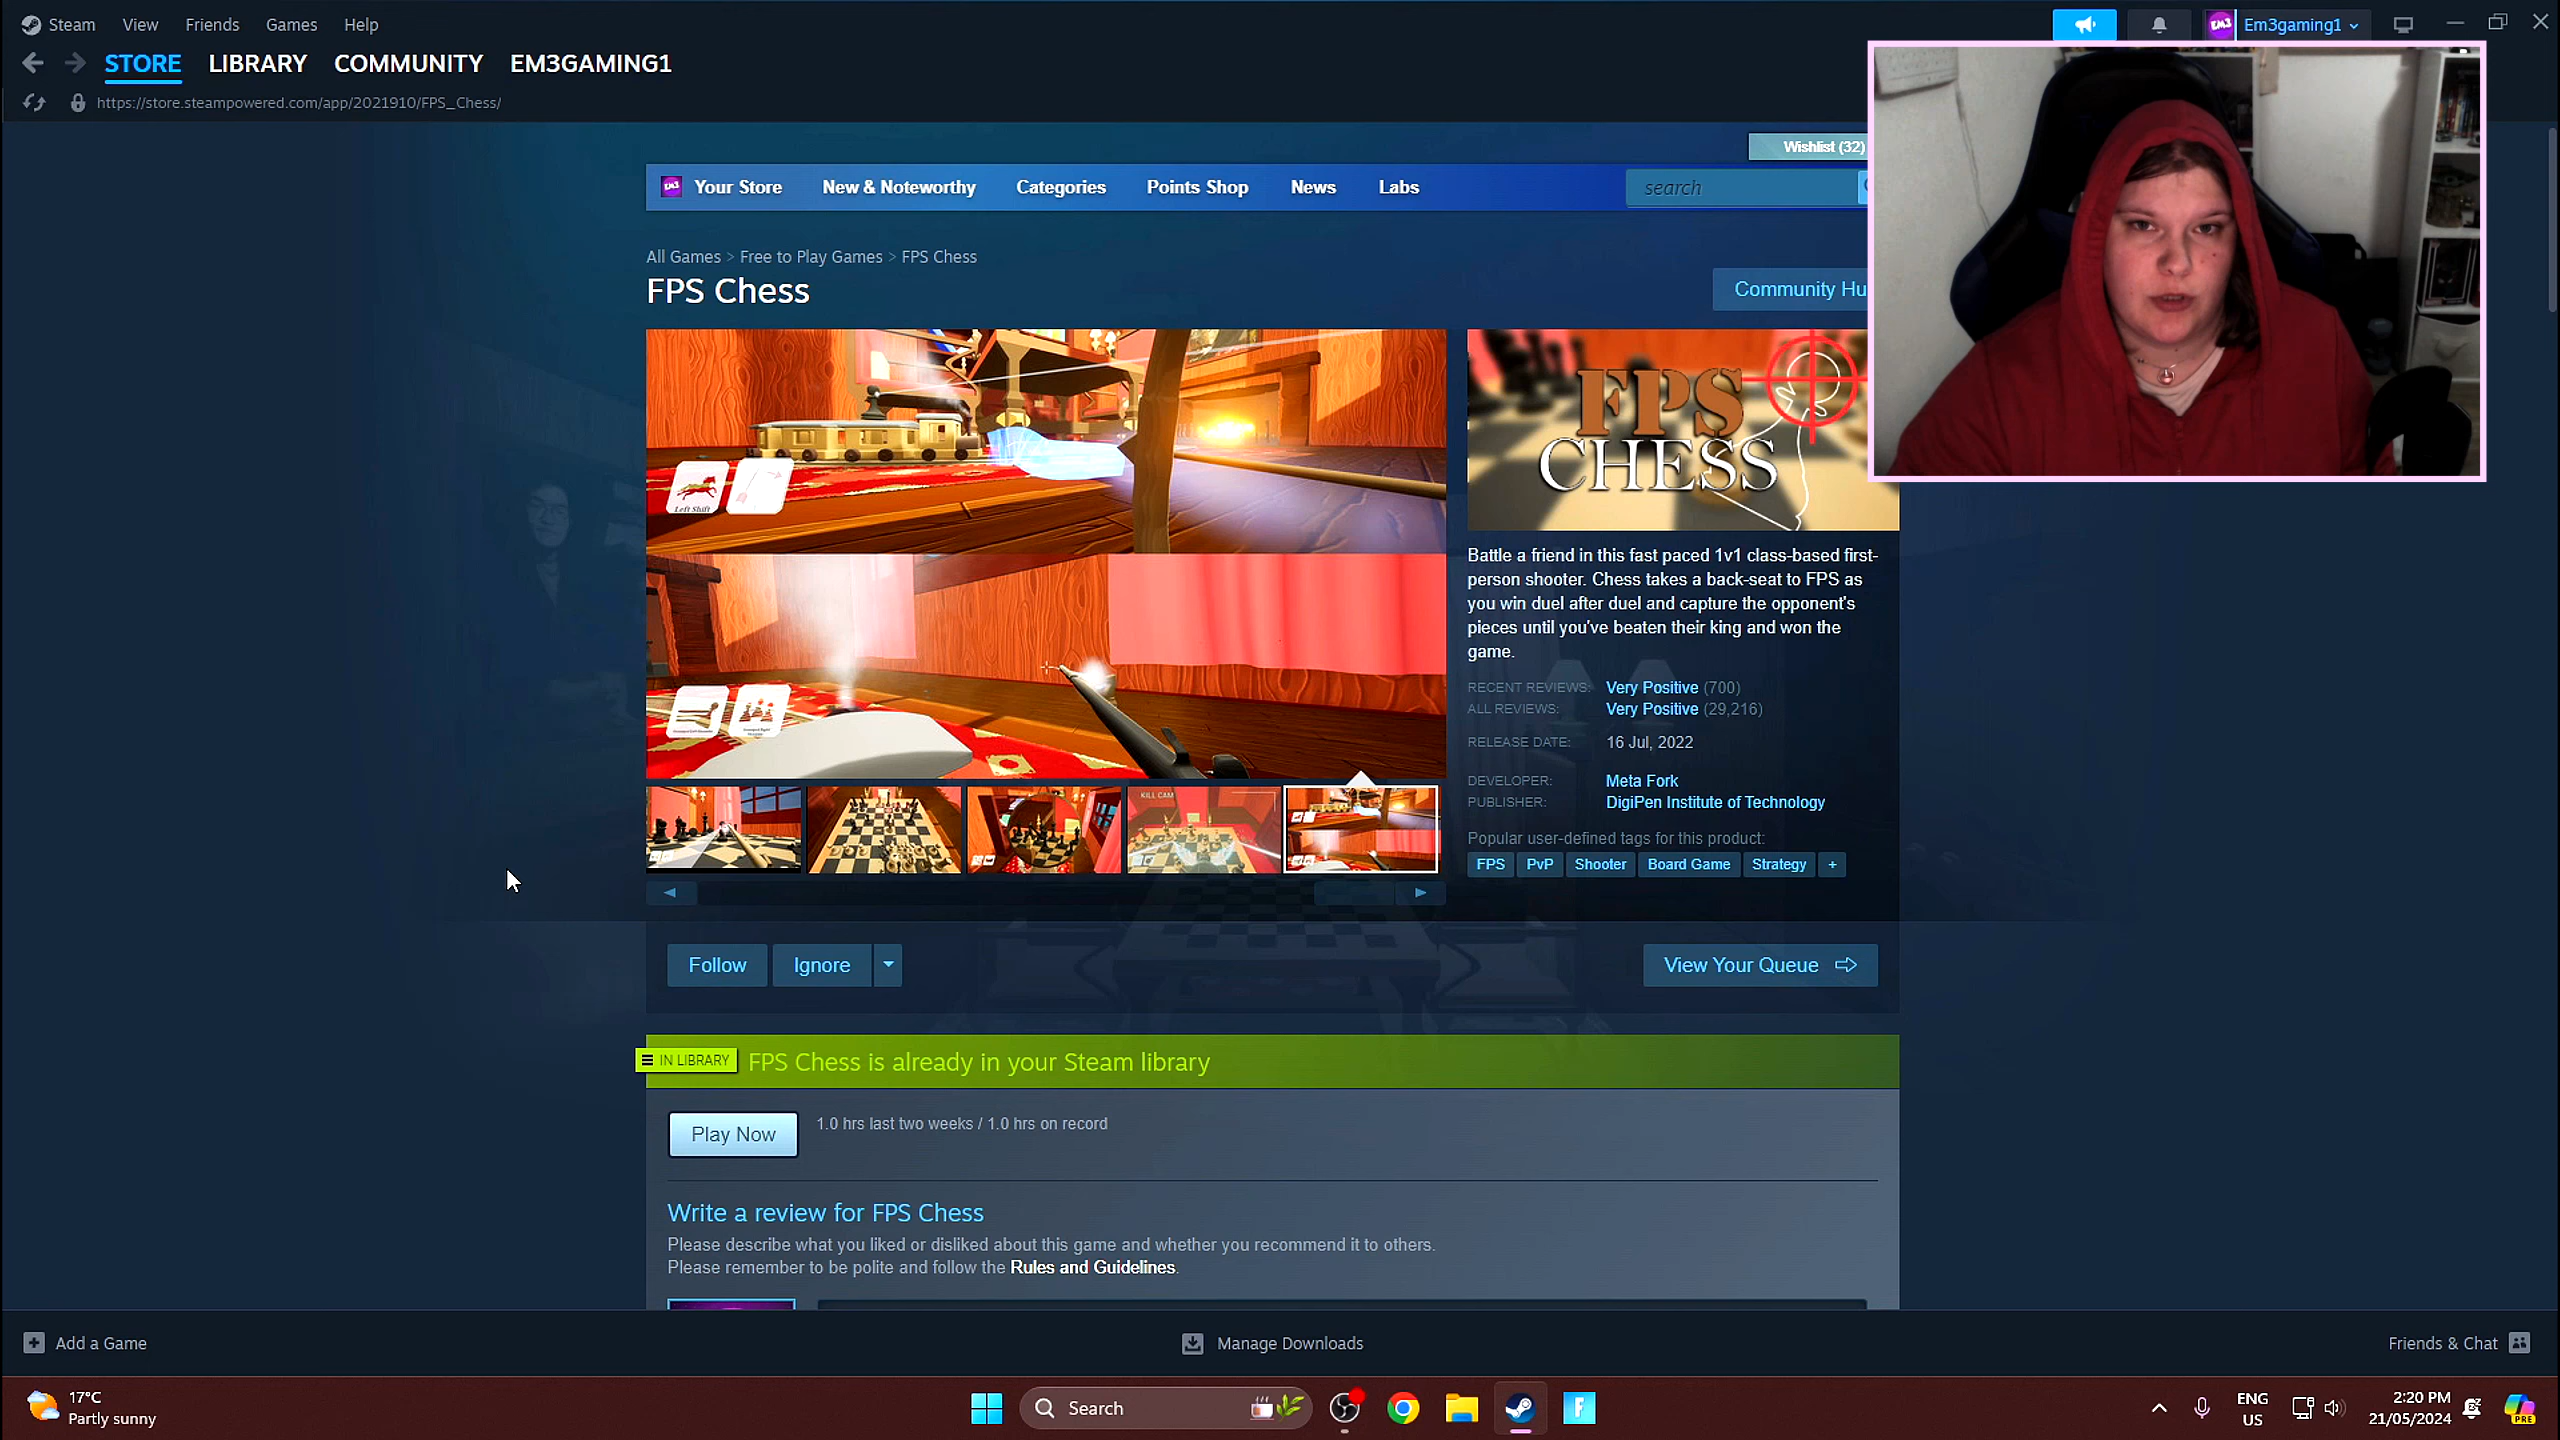 Steam View Friends Games Help
Em3gaming1
STORE LIBRARY COMMUNITY EM3GAMING1
https://store.steampowered.com/app/2021910/FPS_Chess/
Wishlist (32)
Your Store New & Noteworthy Categories Points Shop News Labs
search
All Games > Free to Play Games > FPS Chess
FPS Chess
Community Hu
Left Shift
FPS
CHESS
Battle a friend in this fast paced 1v1 class-based first-
person shooter. Chess takes a back-seat to FPS as
you win duel after duel and capture the opponent's
pieces until you've beaten their king and won the
game.
RECENT REVIEWS: Very Positive (700)
ALL REVIEWS: Very Positive (29,216)
RELEASE DATE: 16 Jul, 2022
DEVELOPER: Meta Fork
PUBLISHER: DigiPen Institute of Technology
Popular user-defined tags for this product:
FPS PvP Shooter Board Game Strategy +
KILL CAM
Follow Ignore
View Your Queue
IN LIBRARY FPS Chess is already in your Steam library
Play Now 1.0 hrs last two weeks / 1.0 hrs on record
Write a review for FPS Chess
Please describe what you liked or disliked about this game and whether you recommend it to others.
Please remember to be polite and follow the Rules and Guidelines.
Add a Game Manage Downloads Friends & Chat
17°C
Partly sunny
Search
ENG
US
2:20 PM
21/05/2024
PRE